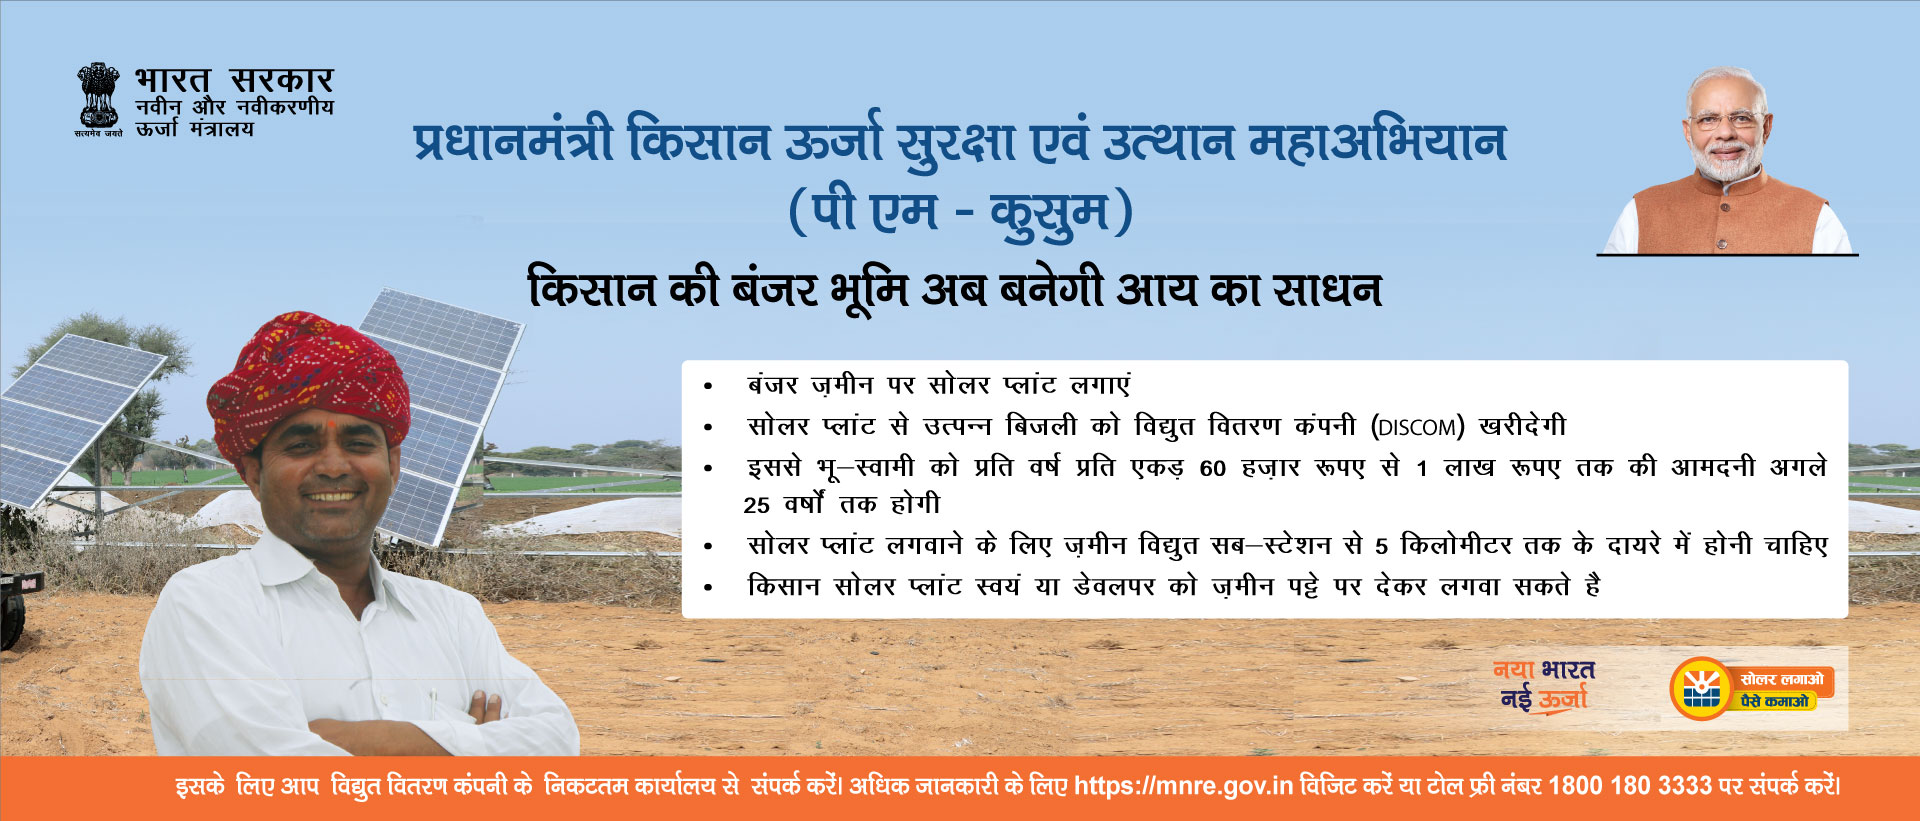 भारत सरकार
नवीन और नवीकरणीय
ऊर्जा मंत्रालय
सत्यमेव जयते
प्रधानमंत्री किसान ऊर्जा सुरक्षा एवं उत्थान महाअभियान
(पी एम - कुसुम)
किसान की बंजर भूमि अब बनेगी आय का साधन
• बंजर ज़मीन पर सोलर प्लांट लगाएं
• सोलर प्लांट से उत्पन्न बिजली को विद्युत वितरण कंपनी (DISCOM) खरीदेगी
• इससे भू–स्वामी को प्रति वर्ष प्रति एकड़ 60 हज़ार रूपए से 1 लाख रूपए तक की आमदनी अगले
25 वर्षों तक होगी
• सोलर प्लांट लगवाने के लिए ज़मीन विद्युत सब–स्टेशन से 5 किलोमीटर तक के दायरे में होनी चाहिए
• किसान सोलर प्लांट स्वयं या डेवलपर को ज़मीन पट्टे पर देकर लगवा सकते है
नया भारत
नई ऊर्जा
सोलर लगाओ
पैसे कमाओ
इसके लिए आप विद्युत वितरण कंपनी के निकटतम कार्यालय से संपर्क करें। अधिक जानकारी के लिए https://mnre.gov.in विजिट करें या टोल फ्री नंबर 1800 180 3333 पर संपर्क करें।